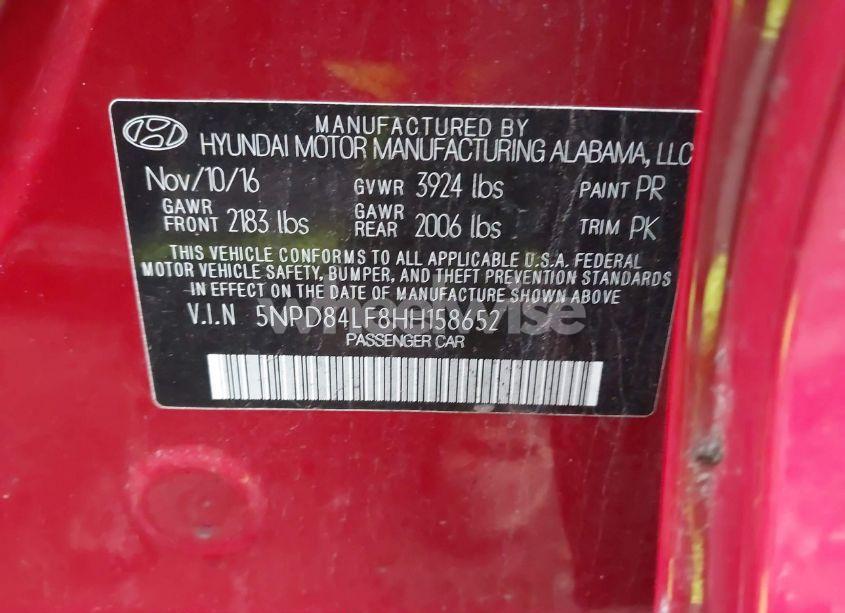 MANUFACTURED BY
HYUNDAI MOTOR MANUFACTURING ALABAMA, LLC
Nov/10/16 GVWR 3924 lbs PAINT PR
GAWR FRONT 2183 lbs GAWR REAR 2006 lbs TRIM PK
THIS VEHICLE CONFORMS TO ALL APPLICABLE U.S.A. FEDERAL
MOTOR VEHICLE SAFETY, BUMPER, AND THEFT PREVENTION STANDARDS
IN EFFECT ON THE DATE OF MANUFACTURE SHOWN ABOVE
V.I.N 5NPD84LF8HH158652
PASSENGER CAR